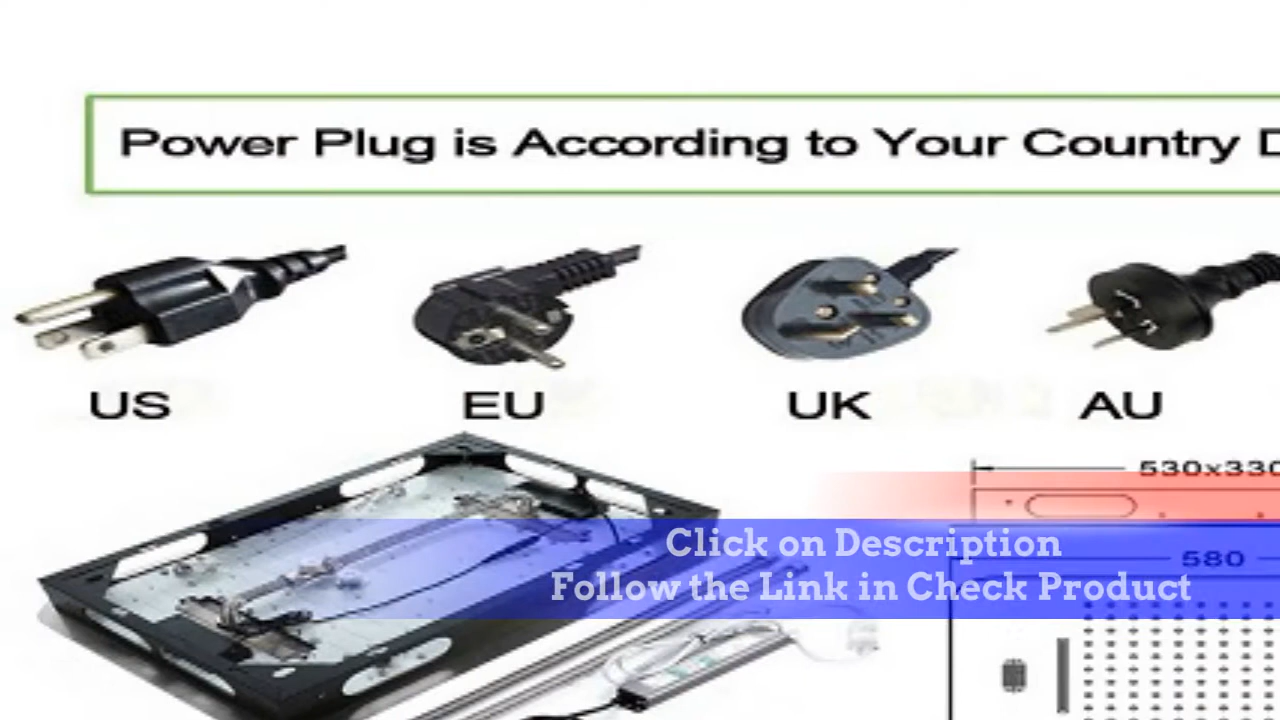 Power Plug is According to Your Country D
US
EU
UK
AU
530x330
580
Click on Description
Follow the Link in Check Product